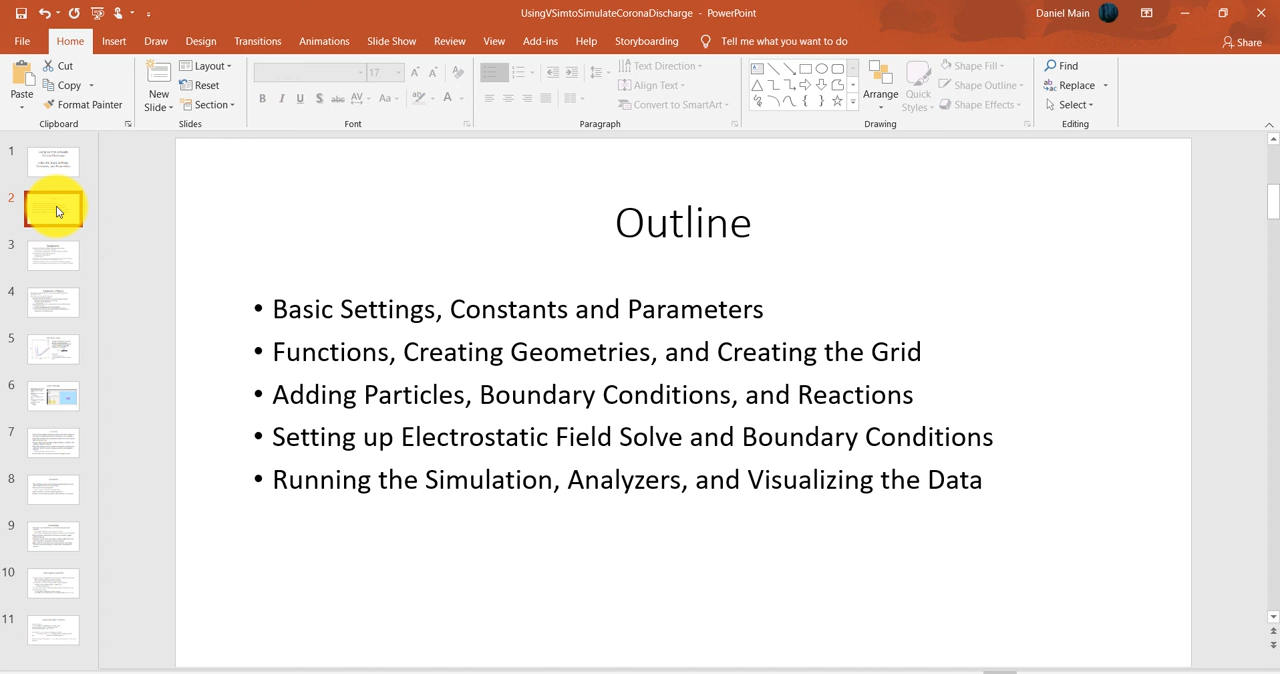 UsingVSimtoSimulateCoronaDischarge - PowerPoint
Daniel Main
File Home Insert Draw Design Transitions Animations Slide Show Review View Add-ins Help Storyboarding Tell me what you want to do
Share
Paste
Cut
Copy
Format Painter
Clipboard
New Slide
Layout
Reset
Section
Slides
17
B I U S abc AV Aa A
Font
Text Direction
Align Text
Convert to SmartArt
Paragraph
Arrange
Quick Styles
Shape Fill
Shape Outline
Shape Effects
Drawing
Find
Replace
Select
Editing
1
2
3
4
5
6
7
8
9
10
11
Outline
• Basic Settings, Constants and Parameters
• Functions, Creating Geometries, and Creating the Grid
• Adding Particles, Boundary Conditions, and Reactions
• Setting up Electrostatic Field Solve and Boundary Conditions
• Running the Simulation, Analyzers, and Visualizing the Data